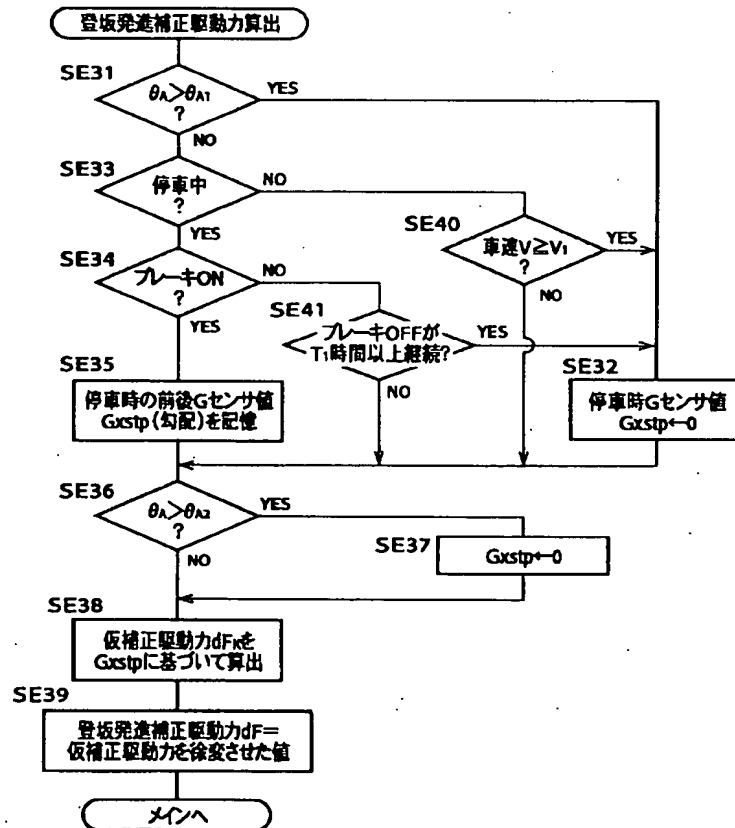 登坂発進補正駆動力算出
SE31
θA>θA1
?
YES
NO
SE33
停車中
?
NO
YES
SE40
車速V≧V1
?
YES
NO
SE34
ブレーキON
?
NO
YES
SE41
ブレーキOFFが
T1時間以上継続?
YES
NO
SE35
停車時の前後Gセンサ値
Gxstp(勾配)を記憶
SE32
停車時Gセンサ値
Gxstp←0
SE36
θA>θA2
?
YES
NO
SE37
Gxstp←0
SE38
仮補正駆動力dFKを
Gxstpに基づいて算出
SE39
登坂発進補正駆動力dF=
仮補正駆動力を徐変させた値
メインへ